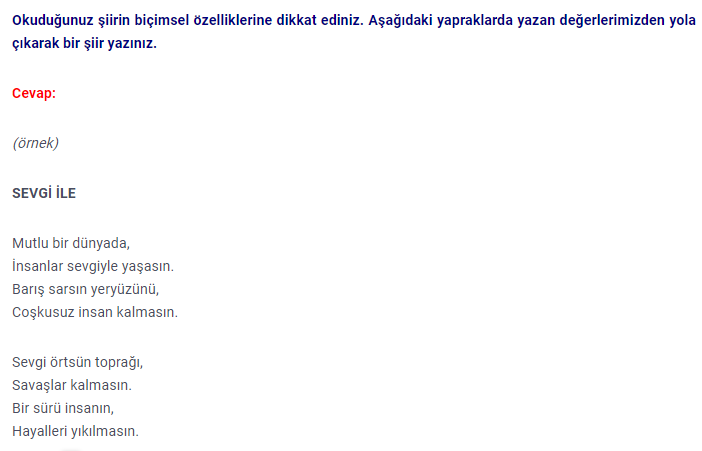 Okuduğunuz şiirin biçimsel özelliklerine dikkat ediniz. Aşağıdaki yapraklarda yazan değerlerimizden yola
çıkarak bir şiir yazınız.
Cevap:
(örnek)
SEVGİ İLE
Mutlu bir dünyada,
İnsanlar sevgiyle yaşasın.
Barış sarsın yeryüzünü,
Coşkusuz insan kalmasın.
Sevgi örtsün toprağı,
Savaşlar kalmasın.
Bir sürü insanın,
Hayalleri yıkılmasın.